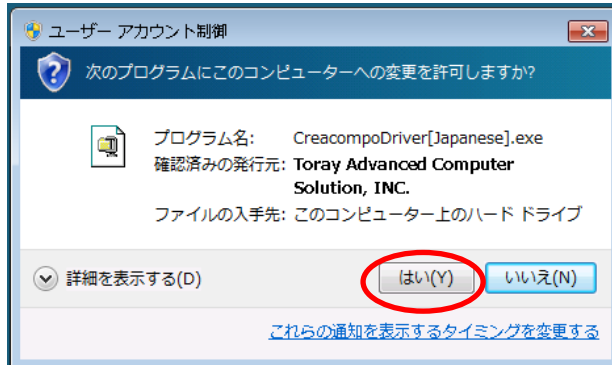 ユーザー アカウント制御
次のプログラムにこのコンピューターへの変更を許可しますか?
プログラム名: CreacompoDriver[Japanese].exe
確認済みの発行元: Toray Advanced Computer
Solution, INC.
ファイルの入手先: このコンピューター上のハード ドライブ
詳細を表示する(D) はい(Y) いいえ(N)
これらの通知を表示するタイミングを変更する